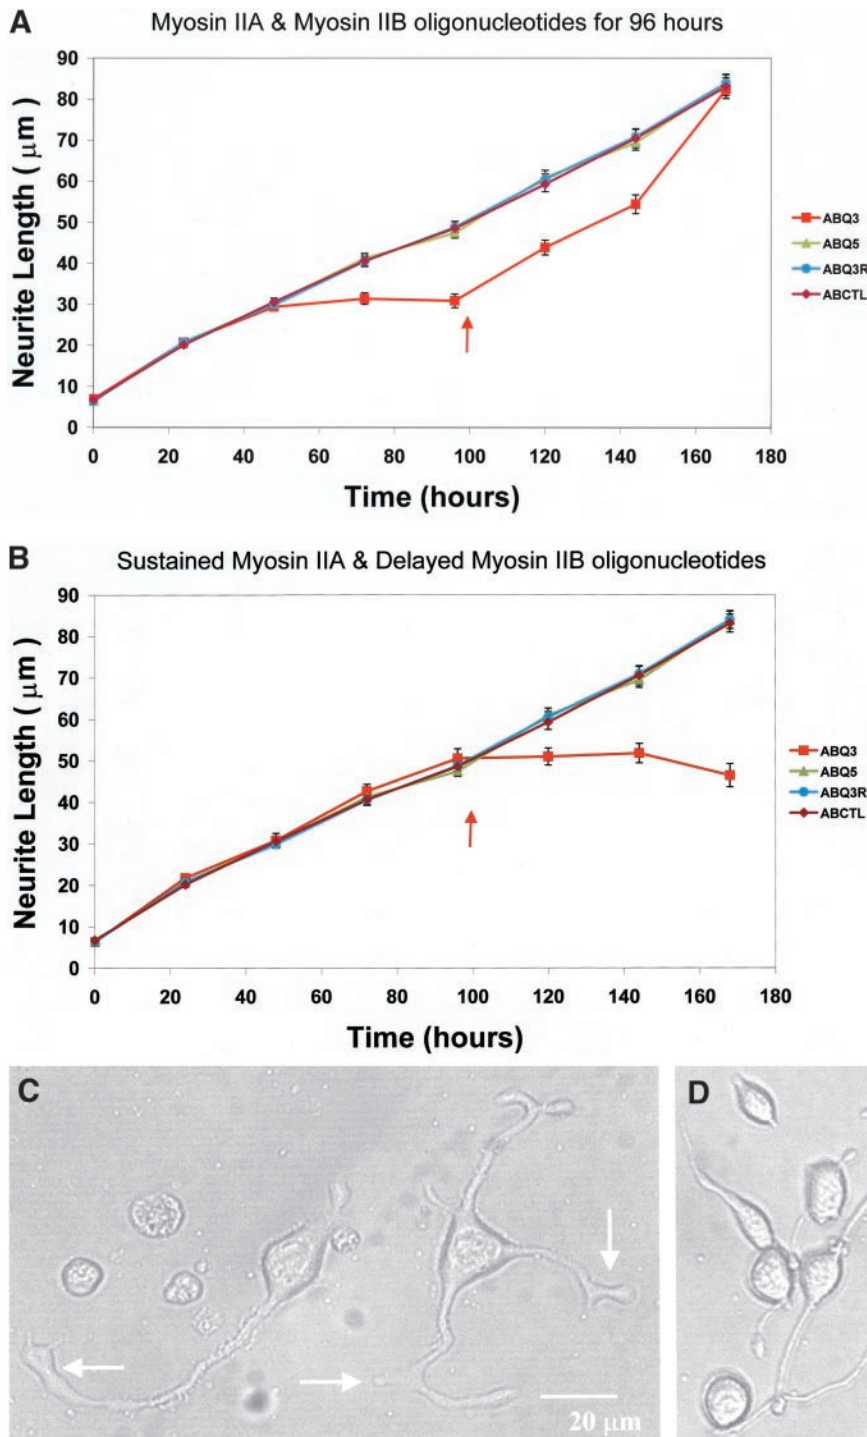 A
Myosin IIA & Myosin IIB oligonucleotides for 96 hours
90
80
70
60
50
40
30
20
10
0
Neurite Length ( μm)
0 20 40 60 80 100 120 140 160 180
Time (hours)
ABQ3
ABQ5
ABQ3R
ABCTL
B
Sustained Myosin IIA & Delayed Myosin IIB oligonucleotides
90
80
70
60
50
40
30
20
10
0
Neurite Length ( μm)
0 20 40 60 80 100 120 140 160 180
Time (hours)
ABQ3
ABQ5
ABQ3R
ABCTL
C
20 μm
D